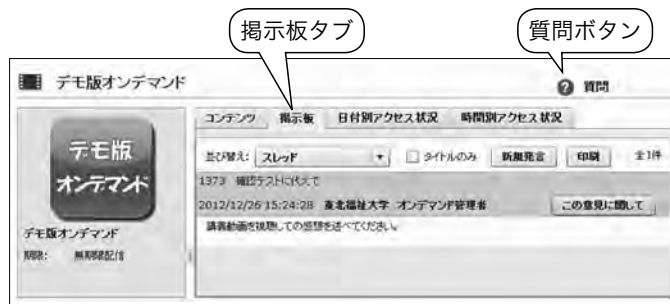 掲示板タブ
質問ボタン
デモ版オンデマンド
質問
コンテンツ 掲示板 日付別アクセス状況 時間別アクセス状況
デモ版
オンデマンド
並び替え: スレッド タイトルのみ 新規発言 印刷 全1件
1373 確認テストに代えて
2012/12/26 15:24:28 東北福祉大学 オンデマンド管理者 この意見に関して
講義動画を視聴しての感想を述べてください。
デモ版オンデマンド
期限: 無期限配信